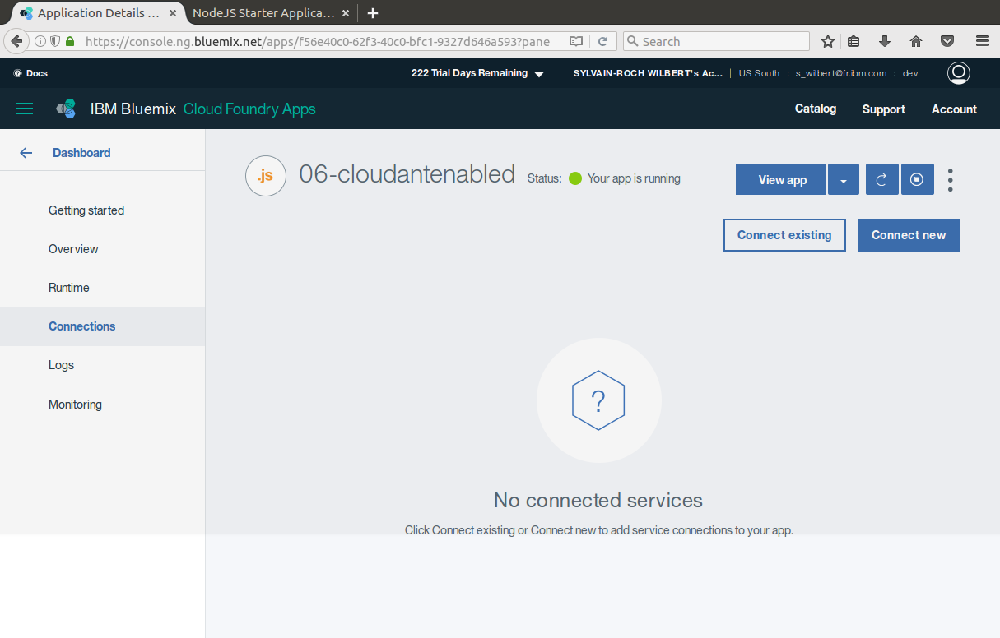 Application Details ... × NodeJS Starter Applica... × +
https://console.ng.bluemix.net/apps/f56e40c0-62f3-40c0-bfc1-9327d646a593?panel Search
Docs 222 Trial Days Remaining SYLVAIN-ROCH WILBERT's Ac... | US South : s_wilbert@fr.ibm.com : dev
IBM Bluemix Cloud Foundry Apps Catalog Support Account
Dashboard
.js 06-cloudantenabled Status: Your app is running View app
Getting started
Connect existing Connect new
Overview
Runtime
Connections
Logs
Monitoring
?
No connected services
Click Connect existing or Connect new to add service connections to your app.